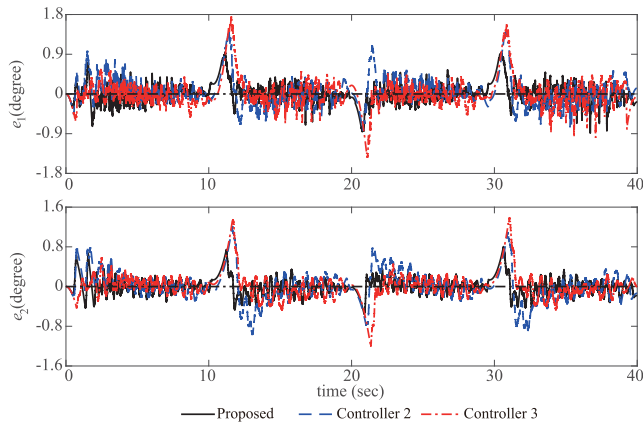 1.8
0.9
0
-0.9
-1.8
e1(degree)
0 10 20 30 40
1.6
0.8
0
-0.8
-1.6
e2(degree)
0 10 20 30 40
time (sec)
Proposed Controller 2 Controller 3